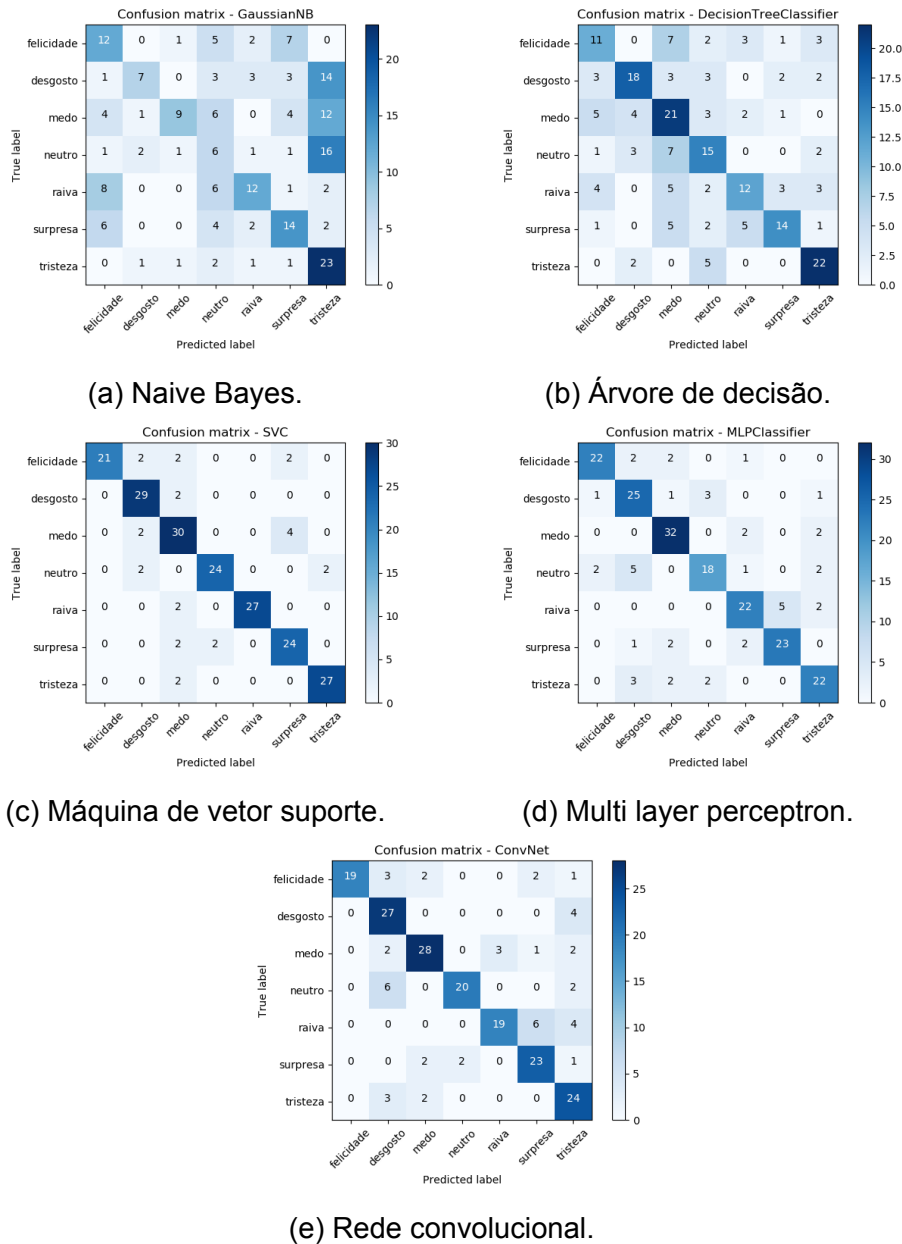 Confusion matrix - GaussianNB
True label
felicidade 12 0 1 5 2 7 0
desgosto 1 7 0 3 3 3 14
medo 4 1 9 6 0 4 12
neutro 1 2 1 6 1 1 16
raiva 8 0 0 6 12 1 2
surpresa 6 0 0 4 2 14 2
tristeza 0 1 1 2 1 1 23
felicidade desgosto medo neutro raiva surpresa tristeza
Predicted label
20
15
10
5
0
Confusion matrix - DecisionTreeClassifier
True label
felicidade 11 0 7 2 3 1 3
desgosto 3 18 3 3 0 2 2
medo 5 4 21 3 2 1 0
neutro 1 3 7 15 0 0 2
raiva 4 0 5 2 12 3 3
surpresa 1 0 5 2 5 14 1
tristeza 0 2 0 5 0 0 22
felicidade desgosto medo neutro raiva surpresa tristeza
Predicted label
20.0
17.5
15.0
12.5
10.0
7.5
5.0
2.5
0.0
(a) Naive Bayes.
(b) Árvore de decisão.
Confusion matrix - SVC
True label
felicidade 21 2 2 0 0 2 0
desgosto 0 29 2 0 0 0 0
medo 0 2 30 0 0 4 0
neutro 0 2 0 24 0 0 2
raiva 0 0 2 0 27 0 0
surpresa 0 0 2 2 0 24 0
tristeza 0 0 2 0 0 0 27
felicidade desgosto medo neutro raiva surpresa tristeza
Predicted label
30
25
20
15
10
5
0
Confusion matrix - MLPClassifier
True label
felicidade 22 2 2 0 1 0 0
desgosto 1 25 1 3 0 0 1
medo 0 0 32 0 2 0 2
neutro 2 5 0 18 1 0 2
raiva 0 0 0 0 22 5 2
surpresa 0 1 2 0 2 23 0
tristeza 0 3 2 2 0 0 22
felicidade desgosto medo neutro raiva surpresa tristeza
Predicted label
30
25
20
15
10
5
0
(c) Máquina de vetor suporte.
(d) Multi layer perceptron.
Confusion matrix - ConvNet
True label
felicidade 19 3 2 0 0 2 1
desgosto 0 27 0 0 0 0 4
medo 0 2 28 0 3 1 2
neutro 0 6 0 20 0 0 2
raiva 0 0 0 0 19 6 4
surpresa 0 0 2 2 0 23 1
tristeza 0 3 2 0 0 0 24
felicidade desgosto medo neutro raiva surpresa tristeza
Predicted label
25
20
15
10
5
0
(e) Rede convolucional.